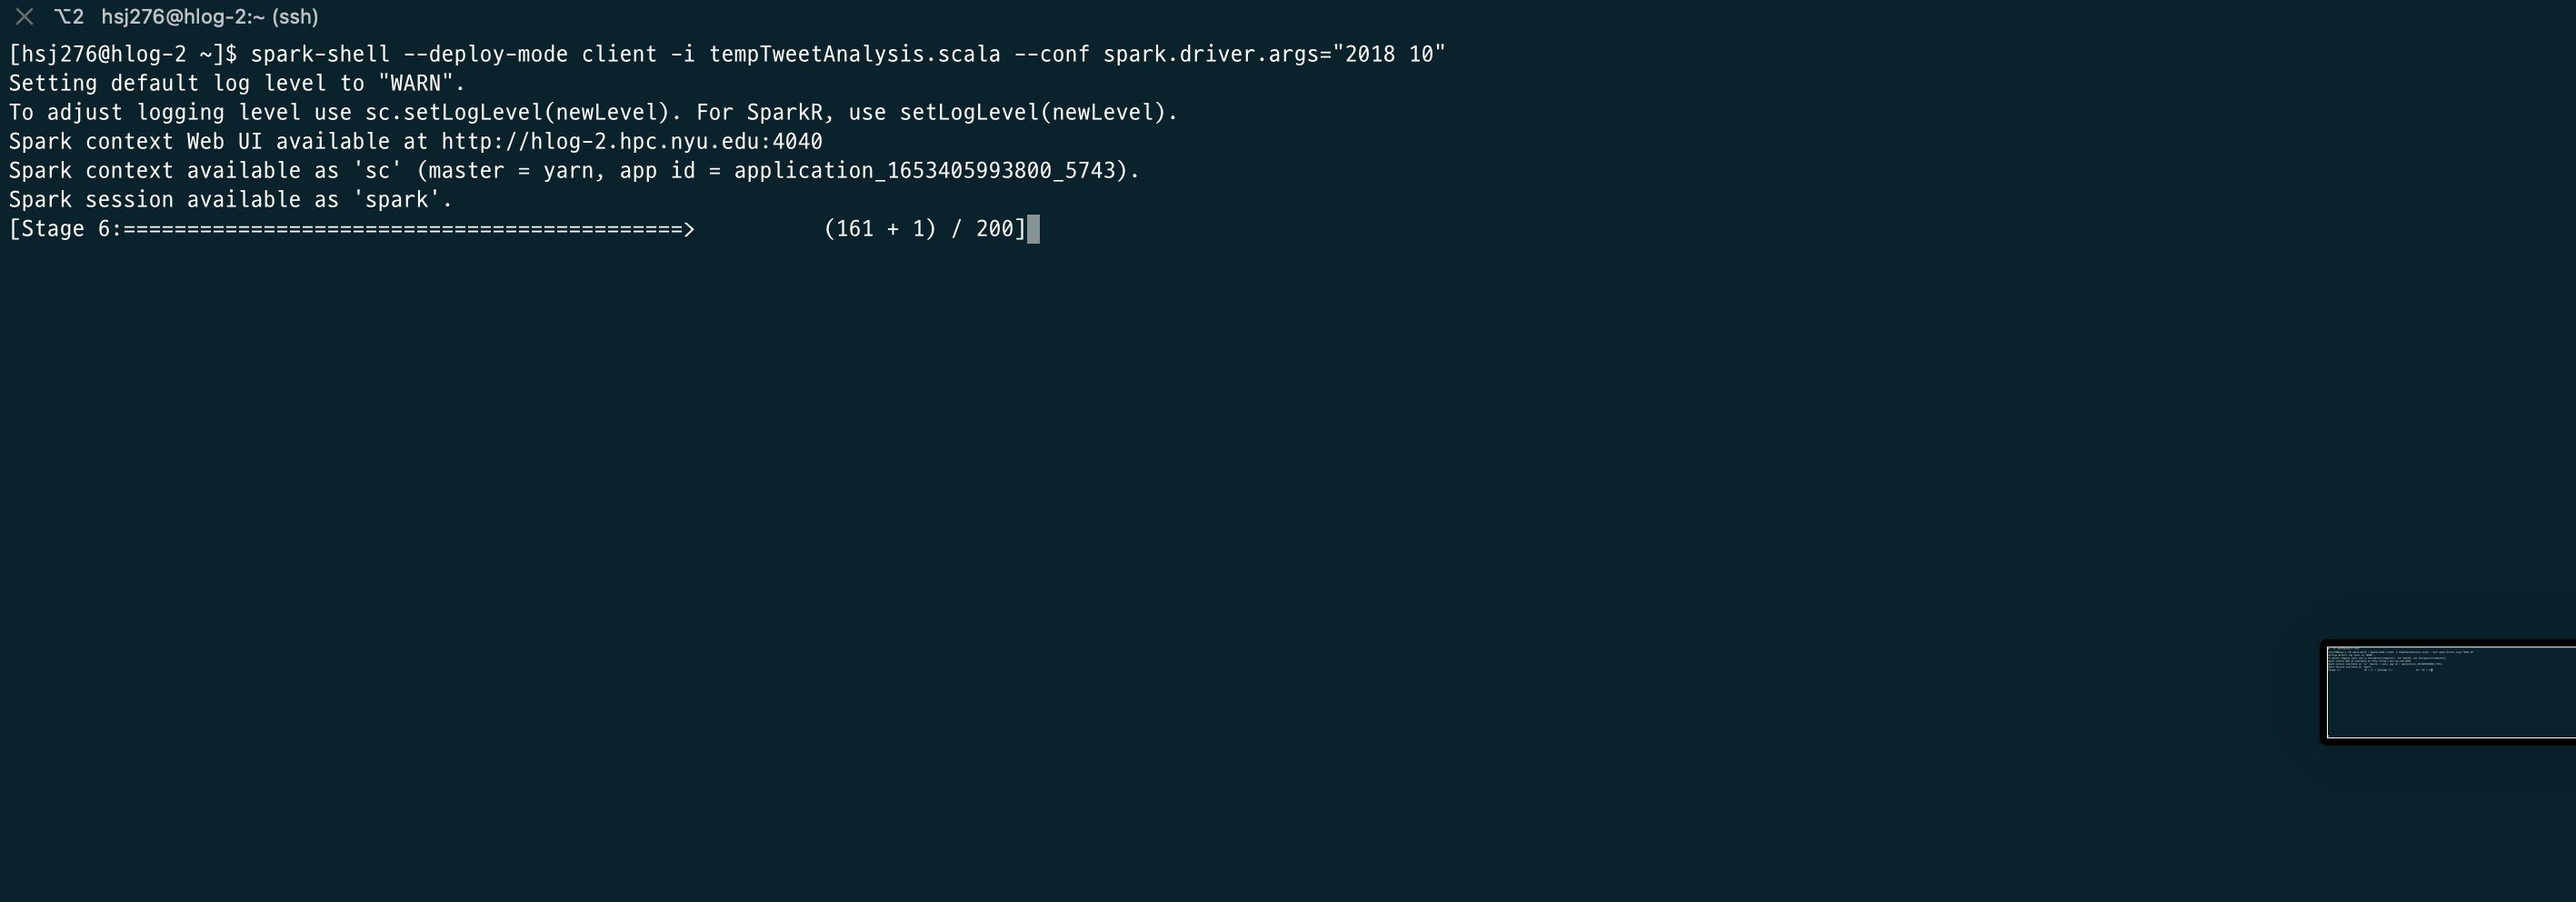 ⌥2 hsj276@hlog-2:~ (ssh)
[hsj276@hlog-2 ~]$ spark-shell --deploy-mode client -i tempTweetAnalysis.scala --conf spark.driver.args="2018 10"
Setting default log level to "WARN".
To adjust logging level use sc.setLogLevel(newLevel). For SparkR, use setLogLevel(newLevel).
Spark context Web UI available at http://hlog-2.hpc.nyu.edu:4040
Spark context available as 'sc' (master = yarn, app id = application_1653405993800_5743).
Spark session available as 'spark'.
[Stage 6:============================================>          (161 + 1) / 200]